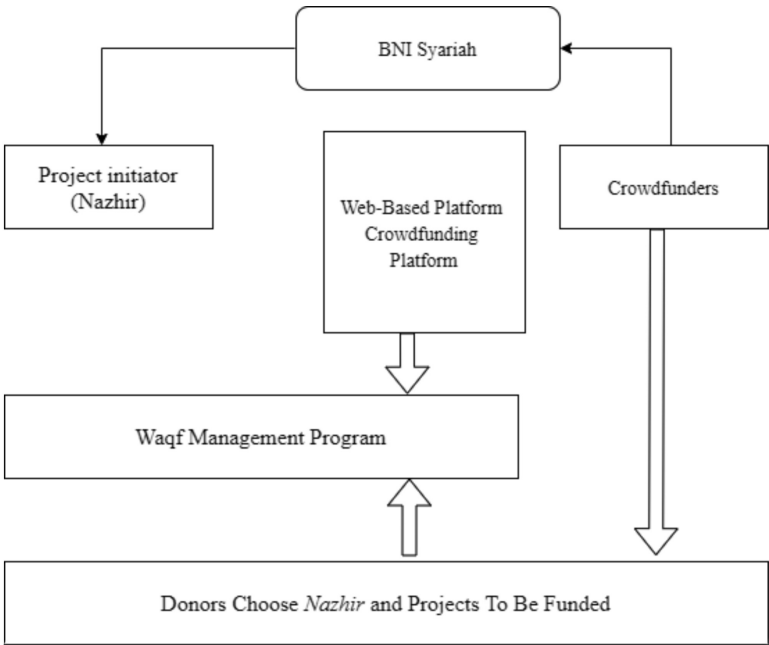 BNI Syariah
Project initiator
(Nazhir)
Web-Based Platform
Crowdfunding
Platform
Crowdfunders
Waqf Management Program
Donors Choose Nazhir and Projects To Be Funded